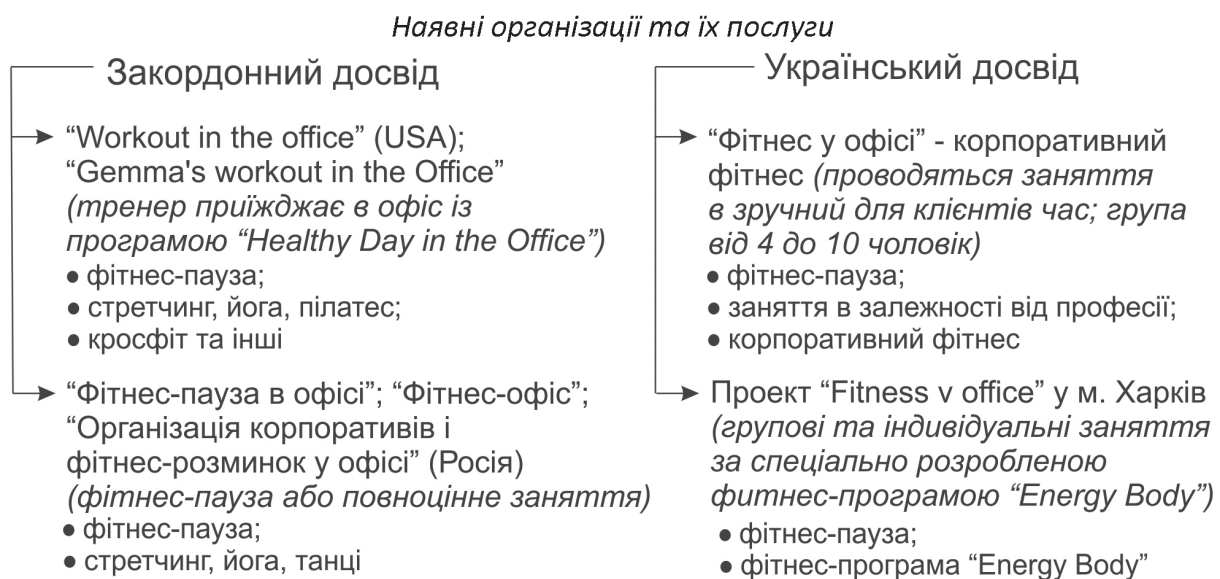 Наявні організації та їх послуги
Закордонний досвід
“Workout in the office” (USA);
“Gemma's workout in the Office”
(тренер приїжджає в офіс із
програмою “Healthy Day in the Office”)
• фітнес-пауза;
• стретчинг, йога, пілатес;
• кросфіт та інші
“Фітнес-пауза в офісі”; “Фітнес-офіс”;
“Організація корпоративів і
фітнес-розминок у офісі” (Росія)
(фітнес-пауза або повноцінне заняття)
• фітнес-пауза;
• стретчинг, йога, танці
Український досвід
“Фітнес у офісі” - корпоративний
фітнес (проводяться заняття
в зручний для клієнтів час; група
від 4 до 10 чоловік)
• фітнес-пауза;
• заняття в залежності від професії;
• корпоративний фітнес
Проект “Fitness v office” у м. Харків
(групові та індивідуальні заняття
за спеціально розробленою
фитнес-програмою “Energy Body”)
• фітнес-пауза;
• фітнес-програма “Energy Body”